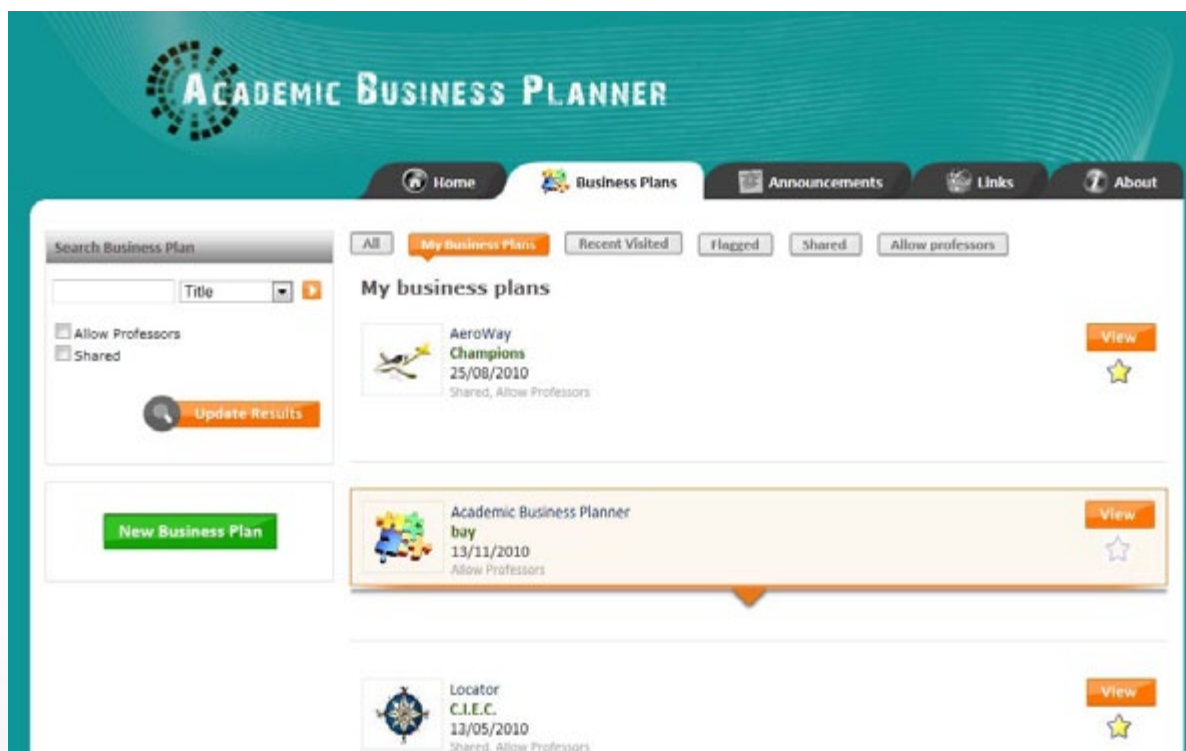 ACADEMIC BUSINESS PLANNER
Home
Business Plans
Announcements
Links
About
Search Business Plan
Title
Allow Professors
Shared
Update Results
New Business Plan
All
My Business Plans
Recent Visited
Flagged
Shared
Allow professors
My business plans
AeroWay
Champions
25/08/2010
Shared, Allow Professors
View
Academic Business Planner
bay
13/11/2010
Allow Professors
View
Locator
C.I.E.C.
13/05/2010
Shared, Allow Professors
View